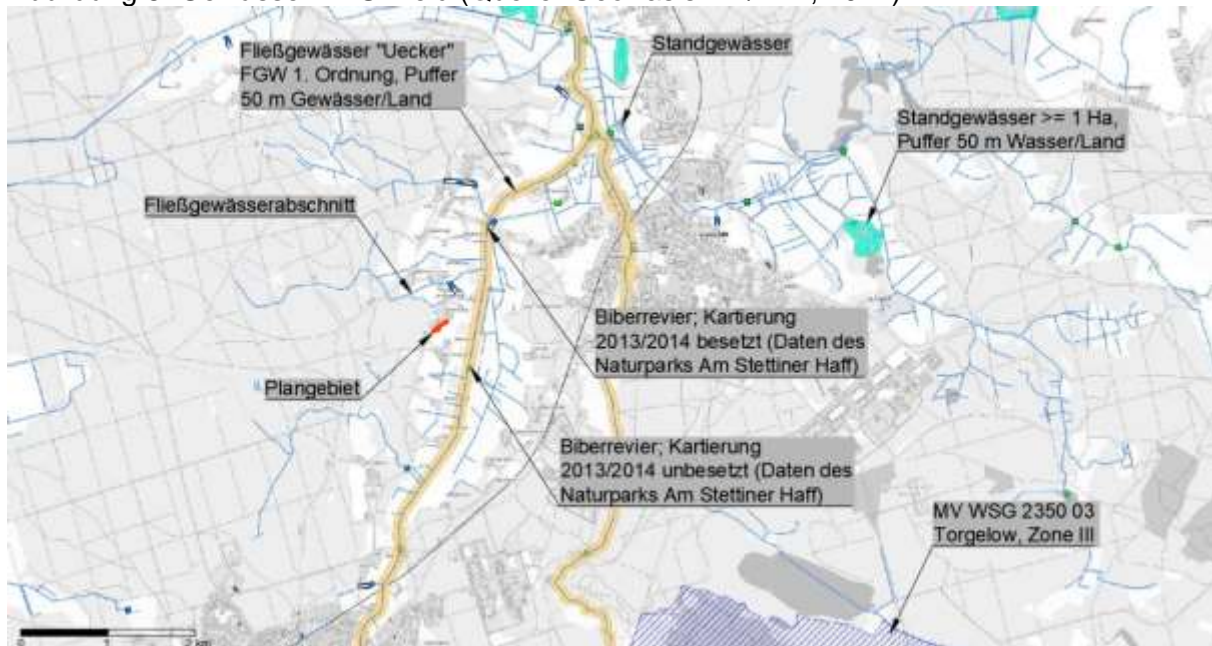 Fließgewässer "Uecker"
FGW 1. Ordnung, Puffer
50 m Gewässer/Land
Standgewässer
Standgewässer >= 1 Ha,
Puffer 50 m Wasser/Land
Fließgewässerabschnitt
Biberrevier; Kartierung
2013/2014 besetzt (Daten des
Naturparks Am Stettiner Haff)
Plangebiet
Biberrevier; Kartierung
2013/2014 unbesetzt (Daten des
Naturparks Am Stettiner Haff)
MV WSG 2350 03
Torgelow, Zone III
0 1 2 km